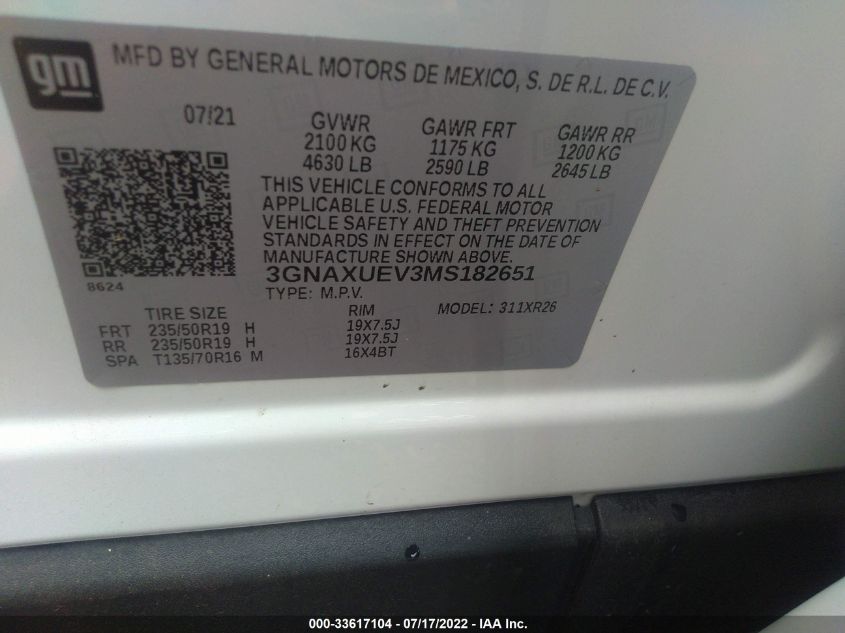 gm
MFD BY GENERAL MOTORS DE MEXICO, S. DE R.L. DE C.V.
07/21 GVWR GAWR FRT GAWR RR
2100 KG 1175 KG 1200 KG
4630 LB 2590 LB 2645 LB
THIS VEHICLE CONFORMS TO ALL
APPLICABLE U.S. FEDERAL MOTOR
VEHICLE SAFETY AND THEFT PREVENTION
STANDARDS IN EFFECT ON THE DATE OF
MANUFACTURE SHOWN ABOVE.
3GNAXUEV3MS182651
8624
TYPE: M.P.V. MODEL: 311XR26
TIRE SIZE RIM
FRT 235/50R19 H 19X7.5J
RR 235/50R19 H 19X7.5J
SPA T135/70R16 M 16X4BT
000-33617104 - 07/17/2022 - IAA Inc.